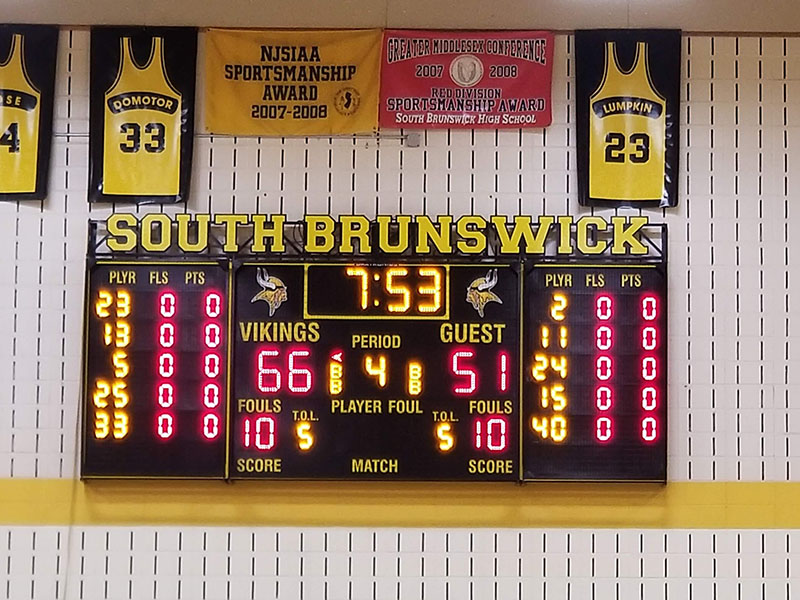 SE
4
DOMOTOR
33
NJSIAA
SPORTSMANSHIP
AWARD
2007-2008
GREATER MIDDLESEX CONFERENCE
2007 2008
RED DIVISION
SPORTSMANSHIP AWARD
SOUTH BRUNSWICK HIGH SCHOOL
LUMPKIN
23
SOUTH BRUNSWICK
PLYR FLS PTS
23 0 0
13 0 0
5 0 0
25 0 0
33 0 0
7:53
VIKINGS PERIOD GUEST
66 4 51
FOULS PLAYER FOUL FOULS
T.O.L. T.O.L.
10 5 5 10
SCORE MATCH SCORE
PLYR FLS PTS
2 0 0
11 0 0
24 0 0
15 0 0
40 0 0